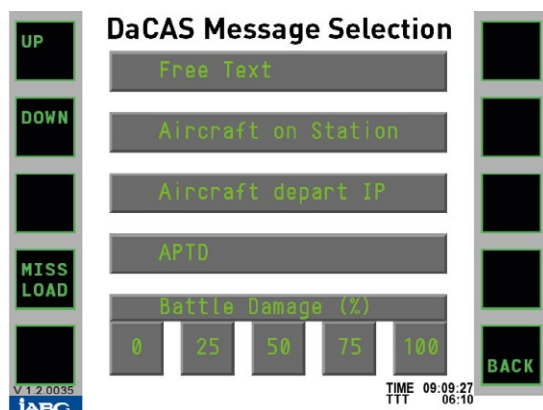 DaCAS Message Selection
UP
Free Text
DOWN
Aircraft on Station
Aircraft depart IP
MISS
LOAD
APTD
Battle Damage (%)
0 25 50 75 100
BACK
V 1 2 0035
TIME 09:09:27
TTT 06:10
iABG